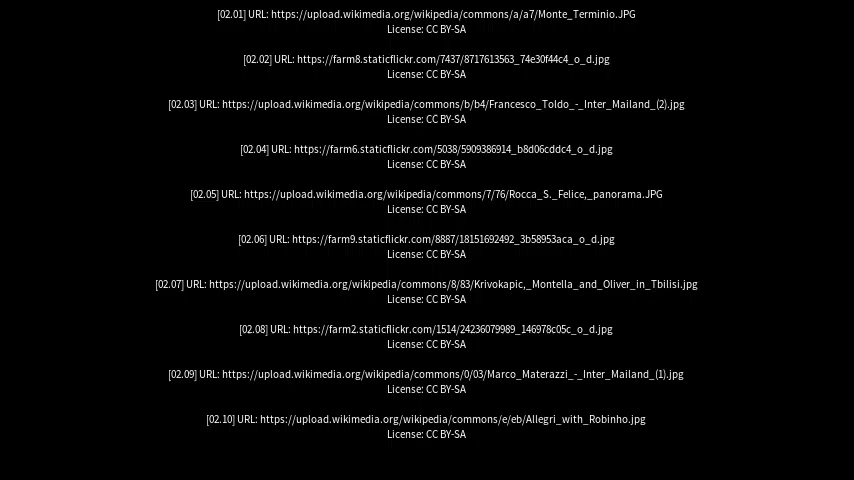 [02.01] URL: https://upload.wikimedia.org/wikipedia/commons/a/a7/Monte_Terminio.JPG
License: CC BY-SA
[02.02] URL: https://farm8.staticflickr.com/7437/8717613563_74e30f44c4_o_d.jpg
License: CC BY-SA
[02.03] URL: https://upload.wikimedia.org/wikipedia/commons/b/b4/Francesco_Toldo_-_Inter_Mailand_(2).jpg
License: CC BY-SA
[02.04] URL: https://farm6.staticflickr.com/5038/5909386914_b8d06cddc4_o_d.jpg
License: CC BY-SA
[02.05] URL: https://upload.wikimedia.org/wikipedia/commons/7/76/Rocca_S._Felice,_panorama.JPG
License: CC BY-SA
[02.06] URL: https://farm9.staticflickr.com/8887/18151692492_3b58953aca_o_d.jpg
License: CC BY-SA
[02.07] URL: https://upload.wikimedia.org/wikipedia/commons/8/83/Krivokapic,_Montella_and_Oliver_in_Tbilisi.jpg
License: CC BY-SA
[02.08] URL: https://farm2.staticflickr.com/1514/24236079989_146978c05c_o_d.jpg
License: CC BY-SA
[02.09] URL: https://upload.wikimedia.org/wikipedia/commons/0/03/Marco_Materazzi_-_Inter_Mailand_(1).jpg
License: CC BY-SA
[02.10] URL: https://upload.wikimedia.org/wikipedia/commons/e/eb/Allegri_with_Robinho.jpg
License: CC BY-SA